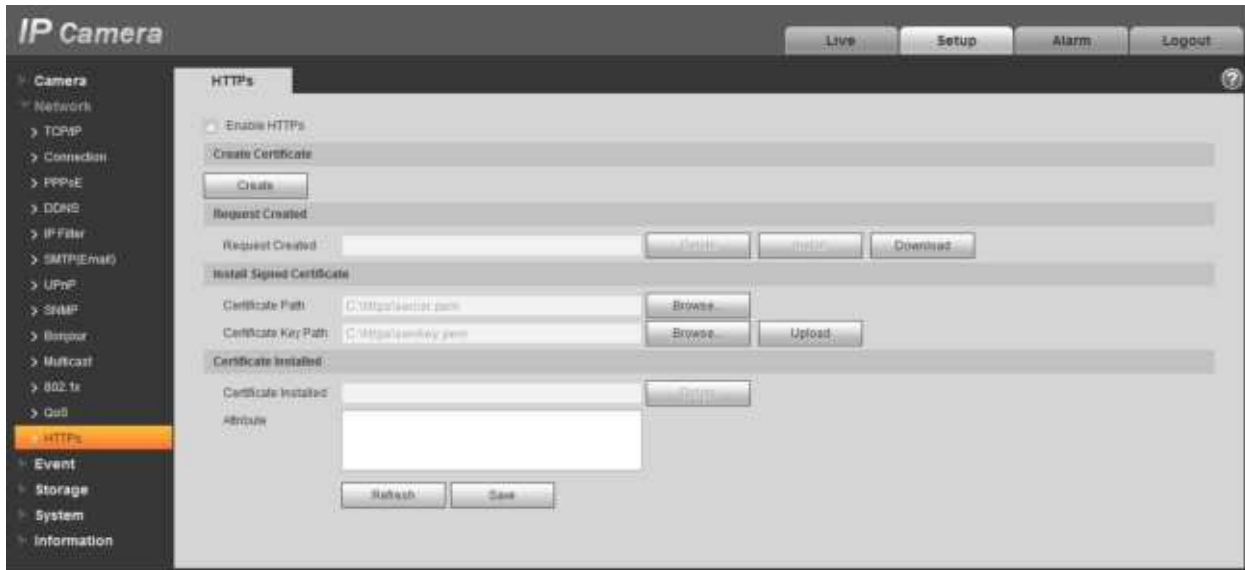 IP Camera
Live Setup Alarm Logout
Camera
Network
TCP/IP
Connection
PPPoE
DDNS
IP Filter
SMTP(Email)
UPnP
SNMP
Bonjour
Multicast
802.1x
QoS
HTTPs
Event
Storage
System
Information
HTTPs
?
Enable HTTPs
Create Certificate
Create
Request Created
Request Created Download
Install Signed Certificate
Certificate Path Browse...
Certificate Key Path Browse... Upload
Certificate Installed
Certificate Installed
Attribute
Refresh Save